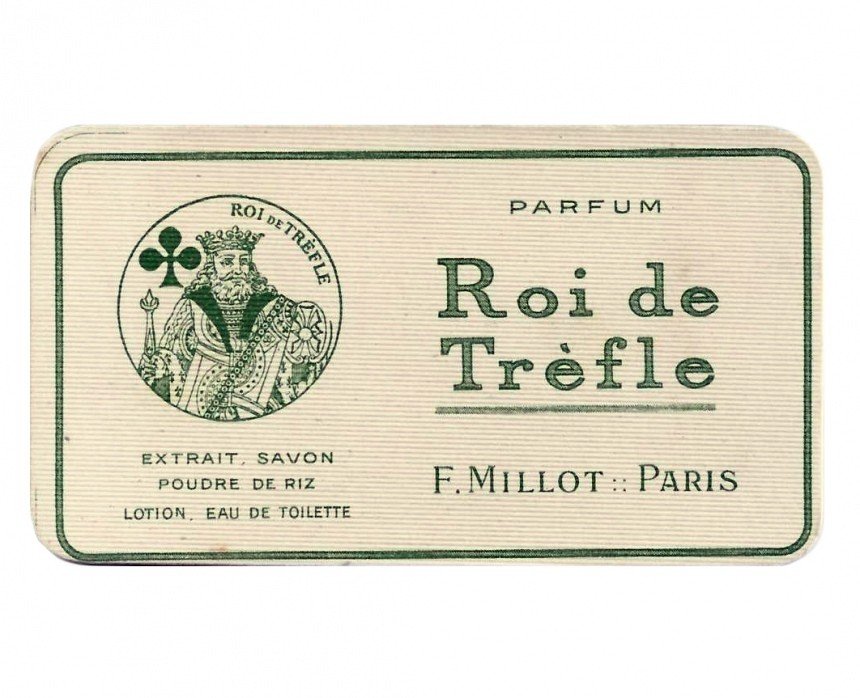 ROI DE TRÈFLE
EXTRAIT, SAVON
POUDRE DE RIZ
LOTION, EAU DE TOILETTE
PARFUM
Roi de
Trèfle
F. MILLOT :: PARIS